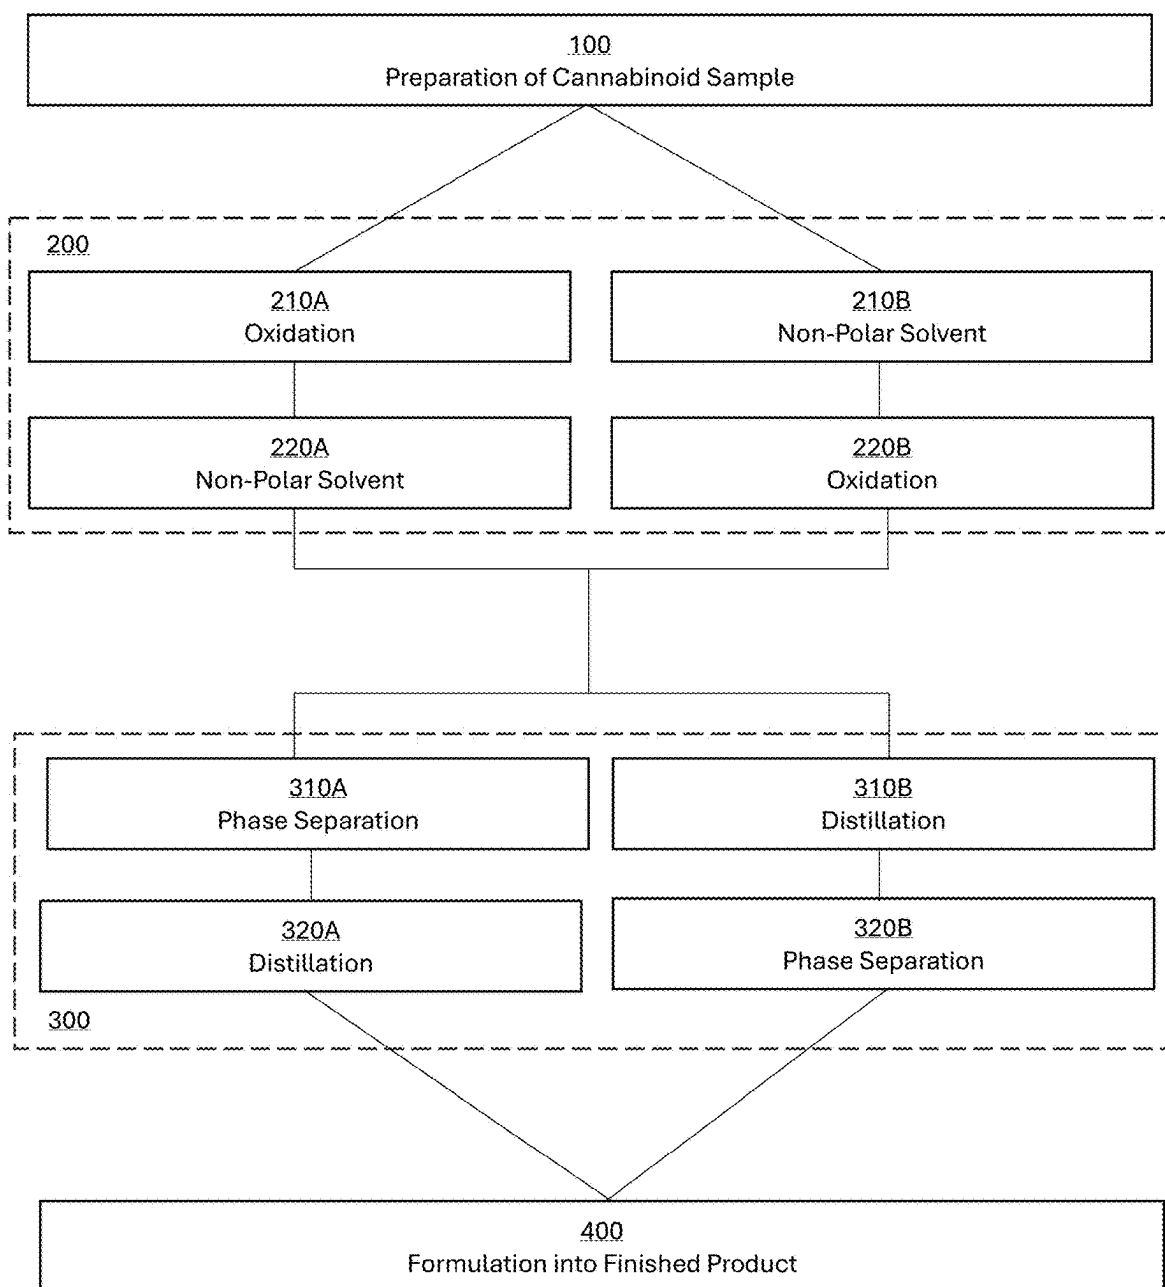 100
Preparation of Cannabinoid Sample
200
210A
Oxidation
210B
Non-Polar Solvent
220A
Non-Polar Solvent
220B
Oxidation
310A
Phase Separation
310B
Distillation
320A
Distillation
320B
Phase Separation
300
400
Formulation into Finished Product